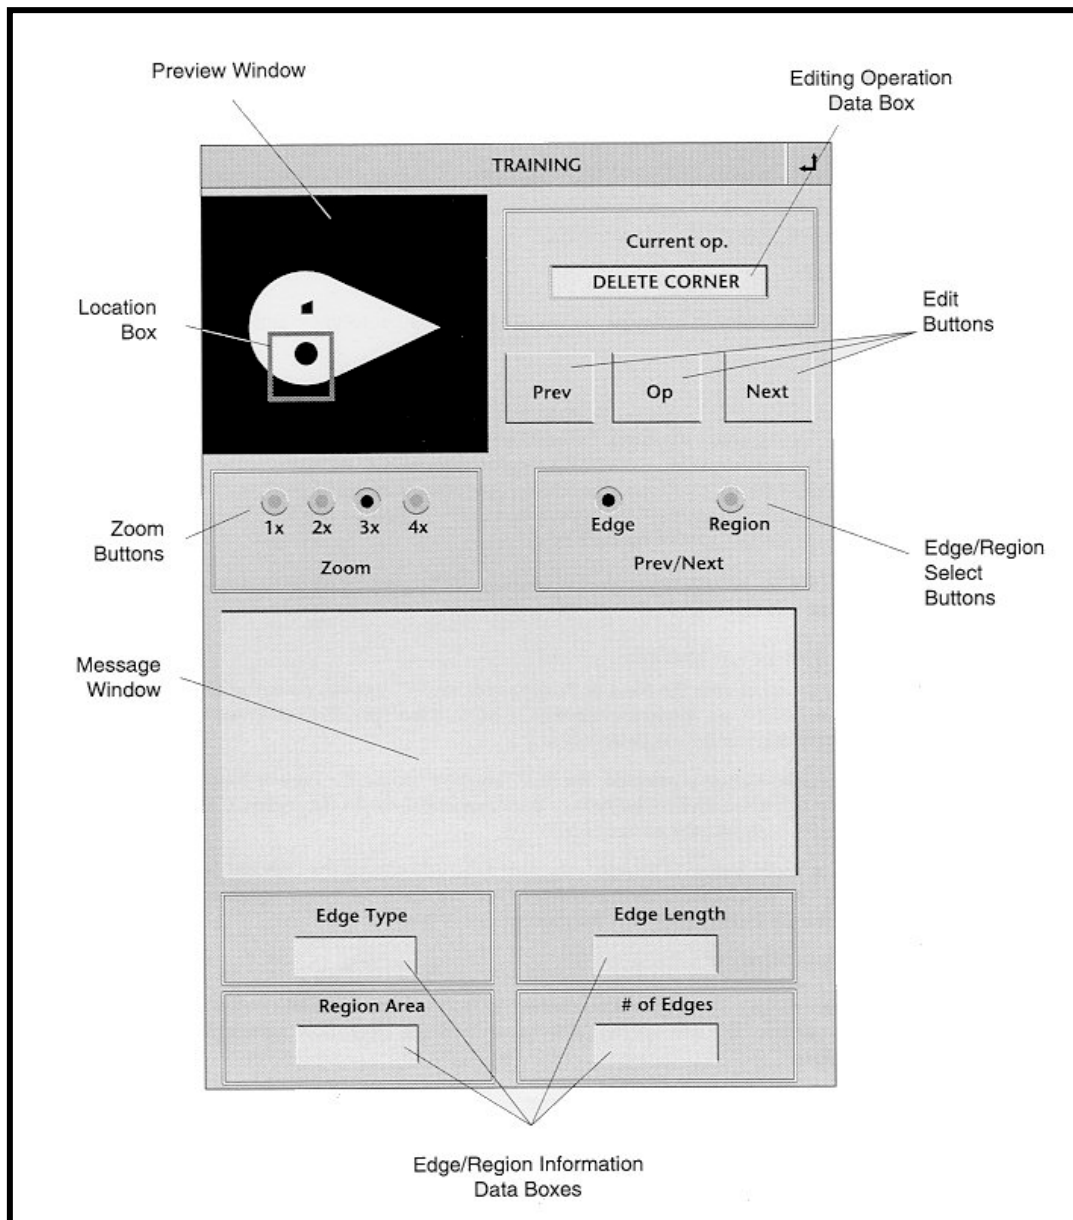 Preview Window
Editing Operation
Data Box
TRAINING
Current op.
DELETE CORNER
Location
Box
Edit
Buttons
Prev
Op
Next
1x 2x 3x 4x
Zoom
Zoom
Buttons
Edge
Region
Prev/Next
Edge/Region
Select
Buttons
Message
Window
Edge Type
Edge Length
Region Area
# of Edges
Edge/Region Information
Data Boxes